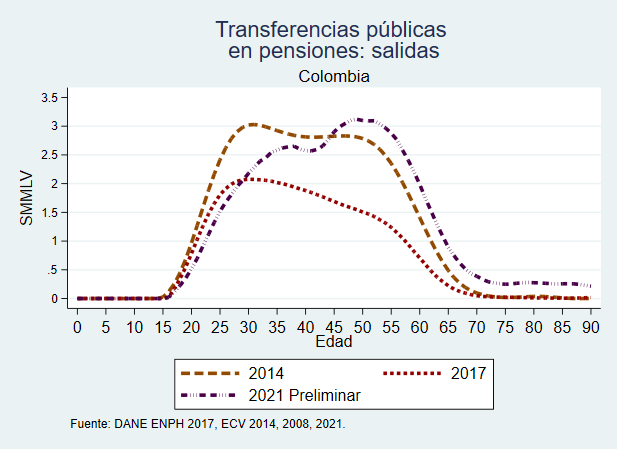 Transferencias públicas
en pensiones: salidas
Colombia
SMMLV
3.5
3
2.5
2
1.5
1
.5
0
0 5 10 15 20 25 30 35 40 45 50 55 60 65 70 75 80 85 90
Edad
2014 2017
2021 Preliminar
Fuente: DANE ENPH 2017, ECV 2014, 2008, 2021.